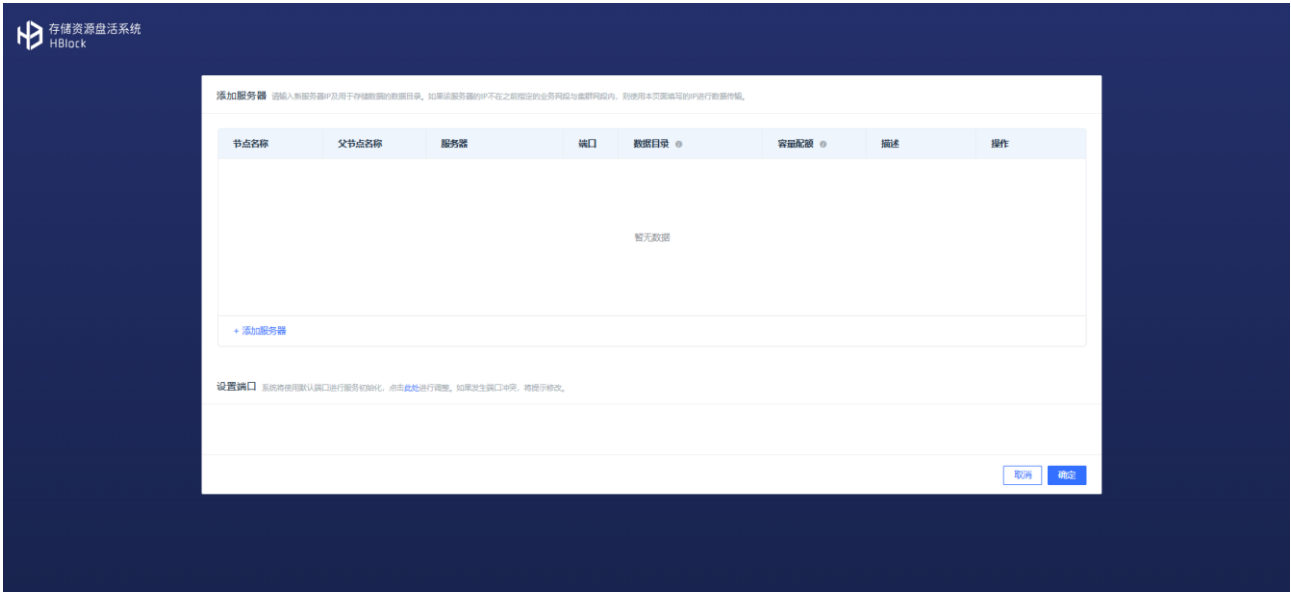 存储资源盘活系统
HBlock
添加服务器 请输入新服务器IP及用于存储数据的数据目录。如果该服务器的IP不在之前指定的业务网段与集群网段内，则使用本页面填写的IP进行数据传输。
节点名称 父节点名称 服务器 端口 数据目录 容量配额 描述 操作
暂无数据
+ 添加服务器
设置端口 系统将使用默认端口进行服务初始化，点击此处进行调整。如果发生端口冲突，将提示修改。
取消 确定